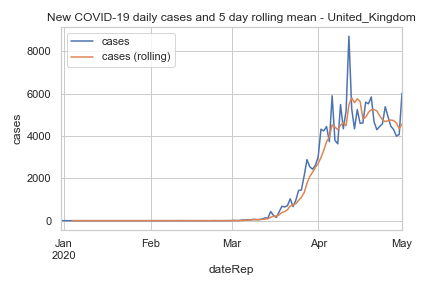 New COVID-19 daily cases and 5 day rolling mean - United_Kingdom
cases
cases (rolling)
8000
6000
4000
2000
0
cases
Jan
2020
Feb
Mar
Apr
May
dateRep